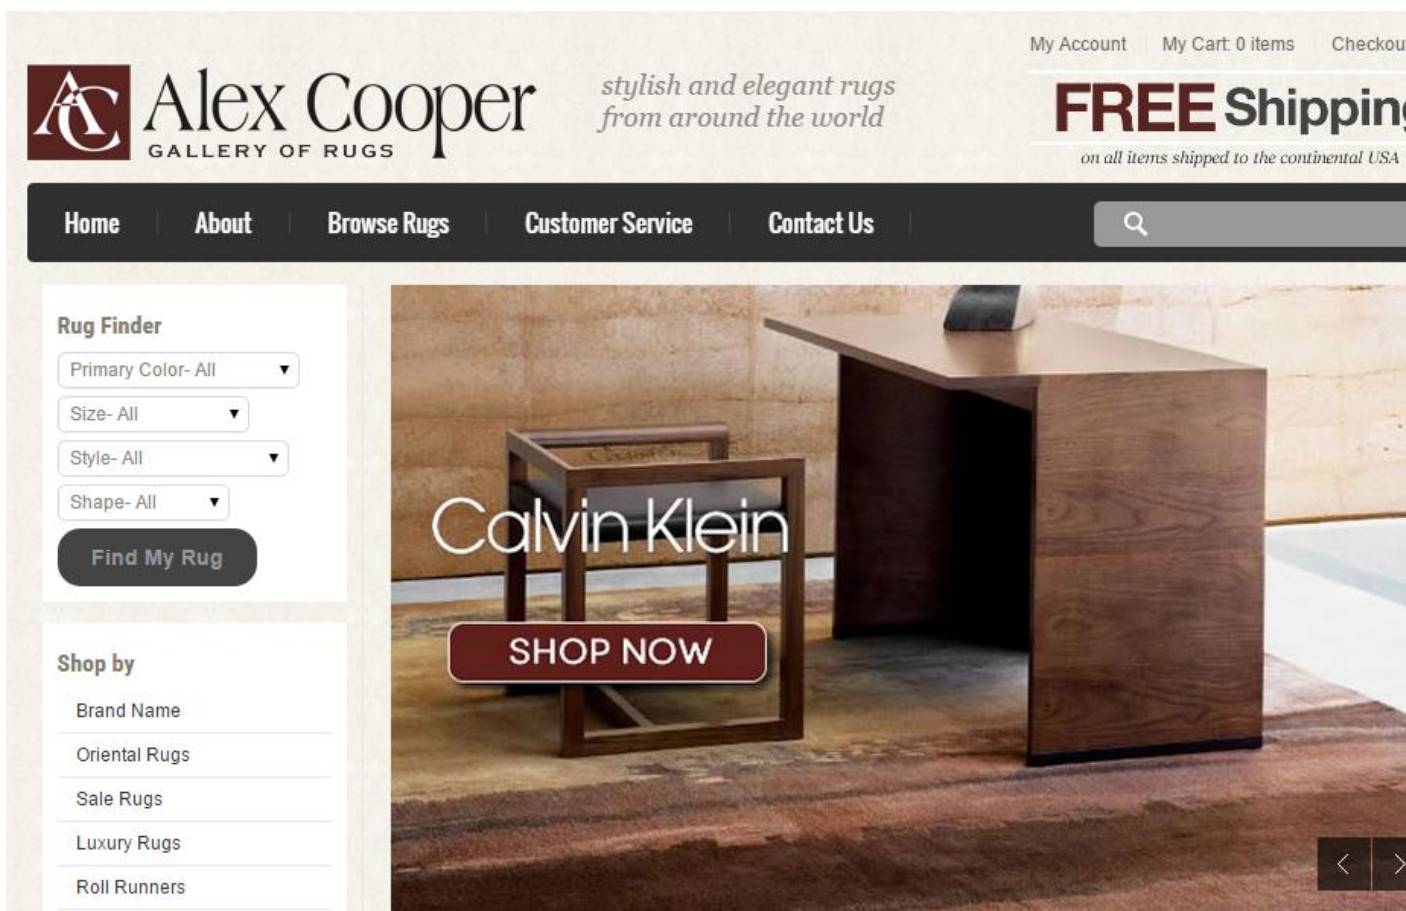 My Account
My Cart: 0 items
Checkou
AC
Alex Cooper
GALLERY OF RUGS
stylish and elegant rugs
from around the world
FREE Shipping
on all items shipped to the continental USA
Home
About
Browse Rugs
Customer Service
Contact Us
Rug Finder
Primary Color- All
Size- All
Style- All
Shape- All
Find My Rug
Calvin Klein
SHOP NOW
Shop by
Brand Name
Oriental Rugs
Sale Rugs
Luxury Rugs
Roll Runners